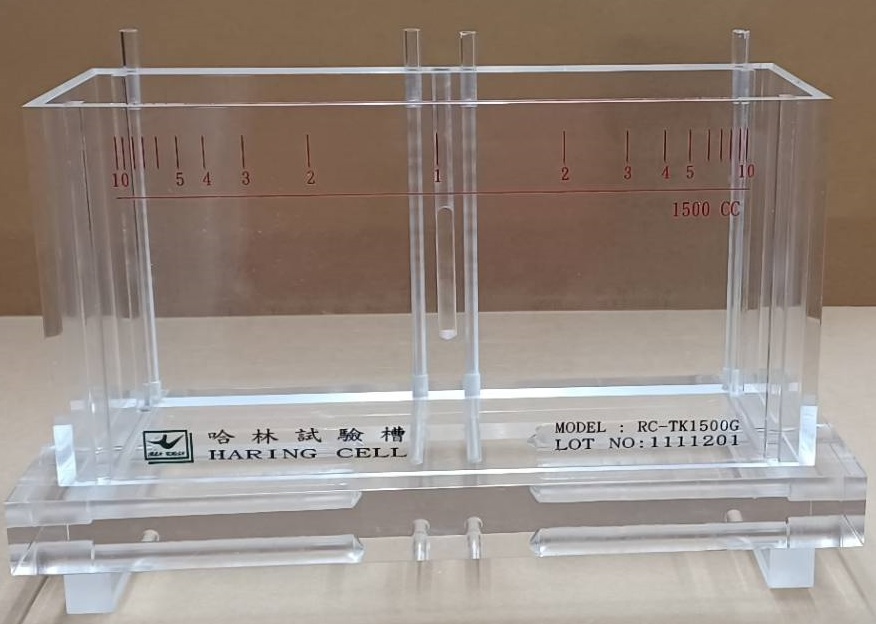 10 5 4 3 2 1 2 3 4 5 10
1500 CC
哈林試驗槽
HARING CELL
MODEL : RC-TK1500G
LOT NO:1111201